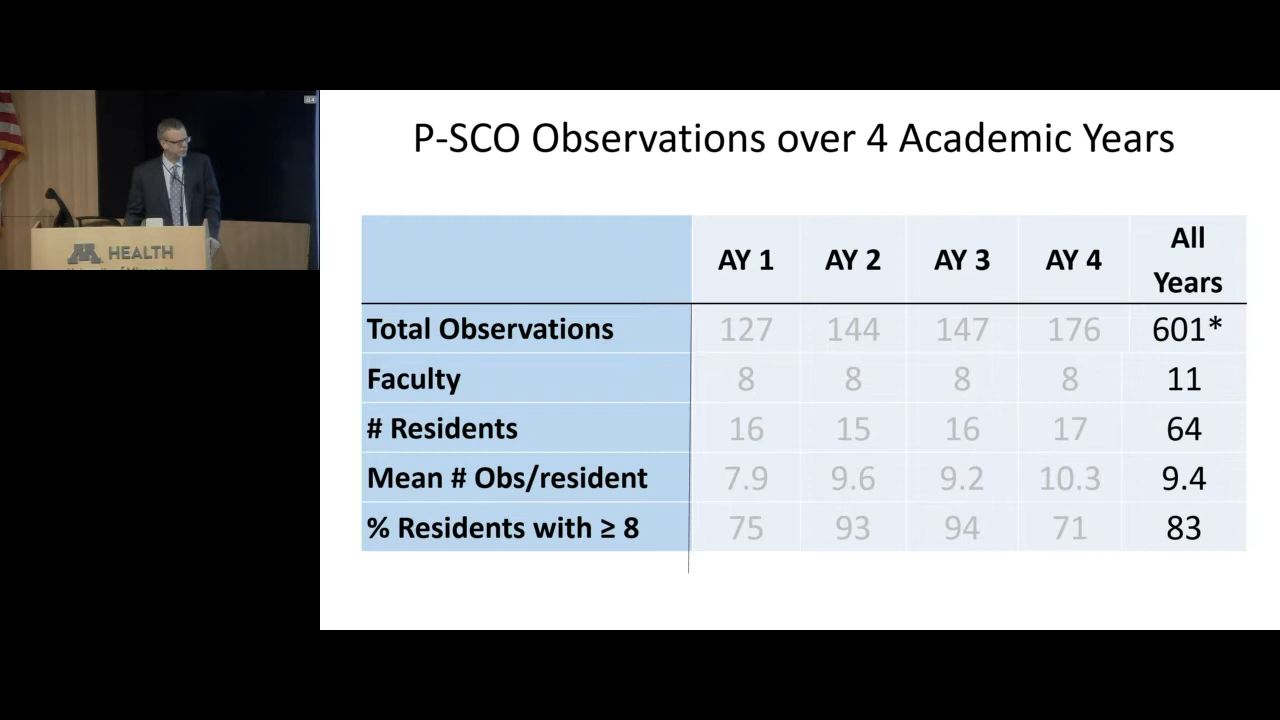 P-SCO Observations over 4 Academic Years
AY 1 AY 2 AY 3 AY 4 All Years
Total Observations 127 144 147 176 601*
Faculty 8 8 8 8 11
# Residents 16 15 16 17 64
Mean # Obs/resident 7.9 9.6 9.2 10.3 9.4
% Residents with ≥ 8 75 93 94 71 83
M HEALTH